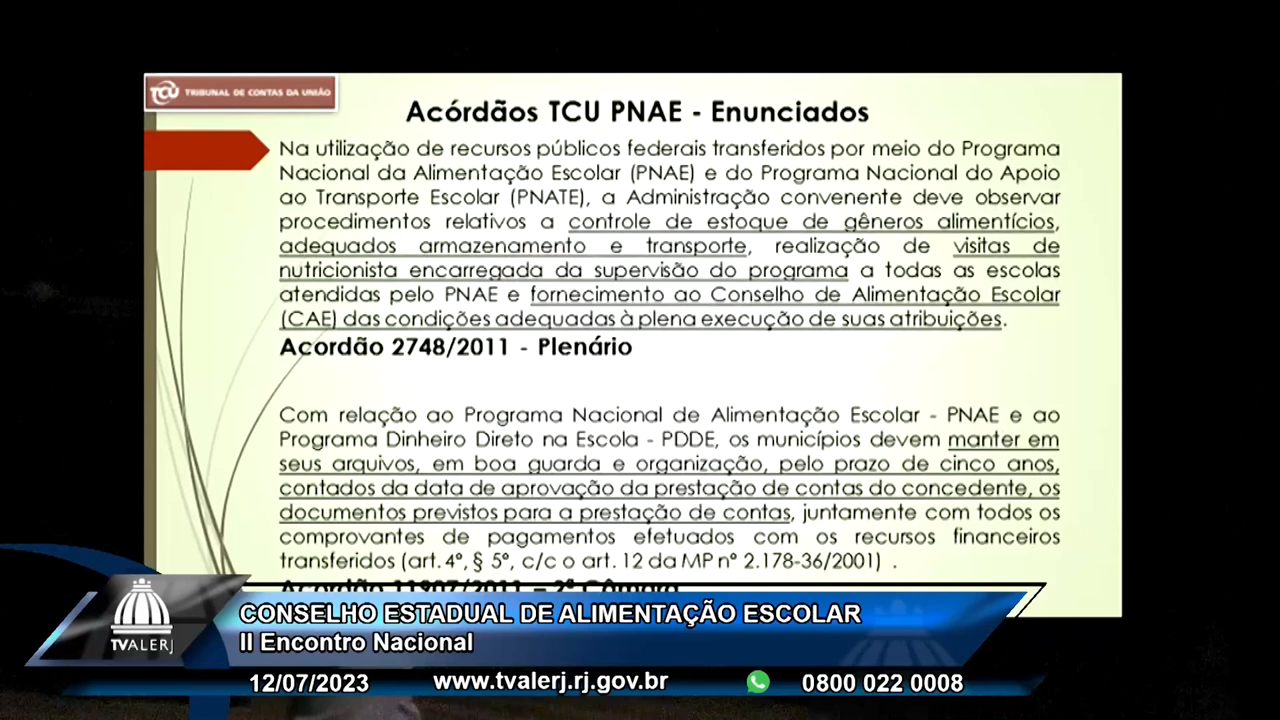 TCU TRIBUNAL DE CONTAS DA UNIÃO
Acórdãos TCU PNAE - Enunciados
Na utilização de recursos públicos federais transferidos por meio do Programa
Nacional da Alimentação Escolar (PNAE) e do Programa Nacional do Apoio
ao Transporte Escolar (PNATE), a Administração convenente deve observar
procedimentos relativos a controle de estoque de gêneros alimentícios,
adequados armazenamento e transporte, realização de visitas de
nutricionista encarregada da supervisão do programa a todas as escolas
atendidas pelo PNAE e fornecimento ao Conselho de Alimentação Escolar
(CAE) das condições adequadas à plena execução de suas atribuições.
Acordão 2748/2011 - Plenário
Com relação ao Programa Nacional de Alimentação Escolar - PNAE e ao
Programa Dinheiro Direto na Escola - PDDE, os municípios devem manter em
seus arquivos, em boa guarda e organização, pelo prazo de cinco anos,
contados da data de aprovação da prestação de contas do concedente, os
documentos previstos para a prestação de contas, juntamente com todos os
comprovantes de pagamentos efetuados com os recursos financeiros
transferidos (art. 4º, § 5º, c/c o art. 12 da MP nº 2.178-36/2001) .
Acordão 11907/2011 – 2ª Câmara
CONSELHO ESTADUAL DE ALIMENTAÇÃO ESCOLAR
II Encontro Nacional
TVALERJ
12/07/2023 www.tvalerj.rj.gov.br 0800 022 0008